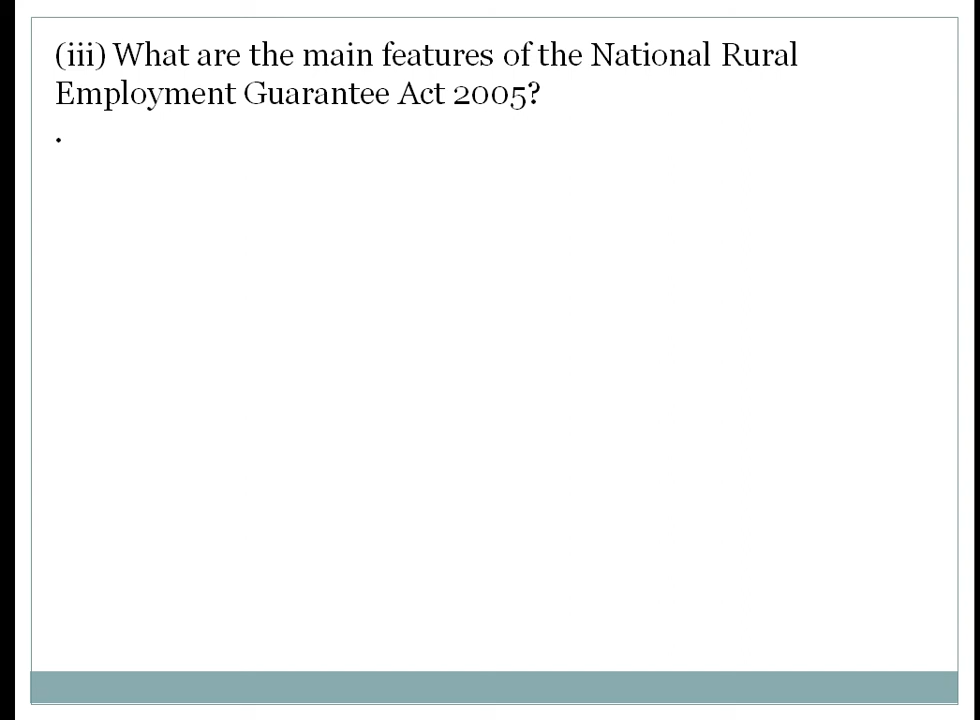 (iii) What are the main features of the National Rural
Employment Guarantee Act 2005?
.